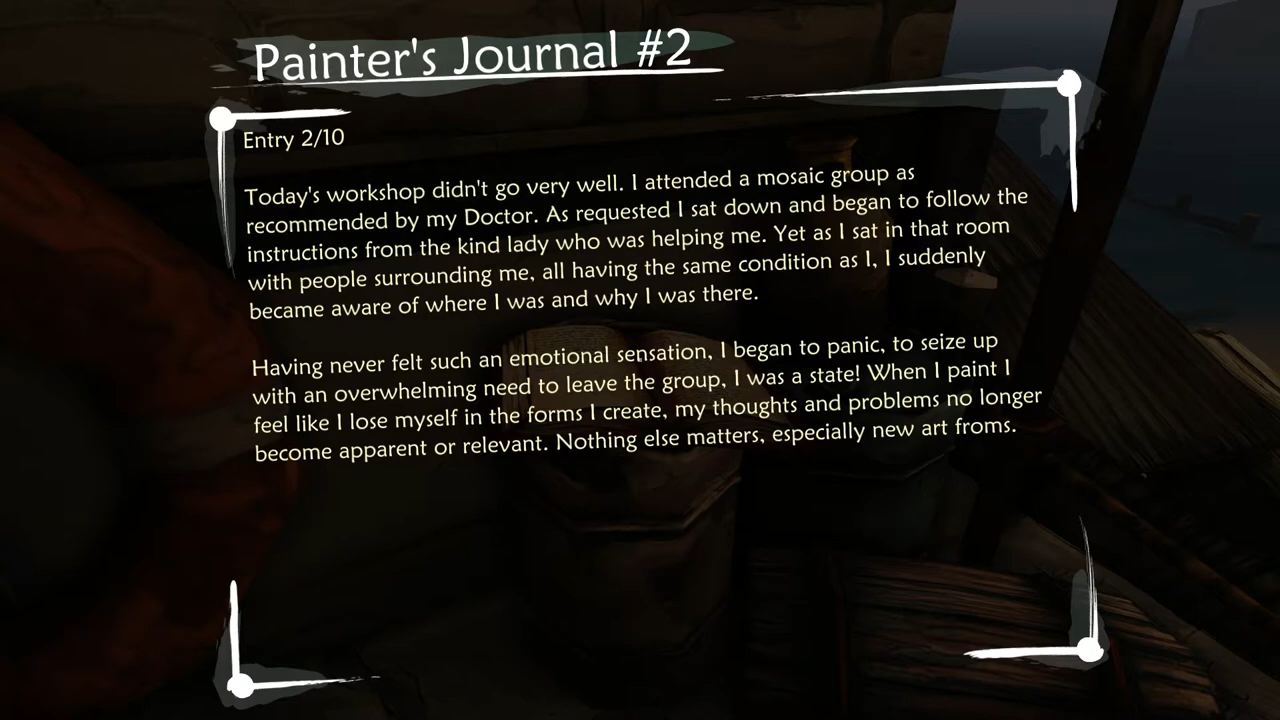 Painter's Journal #2
Entry 2/10
Today's workshop didn't go very well. I attended a mosaic group as
recommended by my Doctor. As requested I sat down and began to follow the
instructions from the kind lady who was helping me. Yet as I sat in that room
with people surrounding me, all having the same condition as I, I suddenly
became aware of where I was and why I was there.
Having never felt such an emotional sensation, I began to panic, to seize up
with an overwhelming need to leave the group, I was a state! When I paint I
feel like I lose myself in the forms I create, my thoughts and problems no longer
become apparent or relevant. Nothing else matters, especially new art froms.